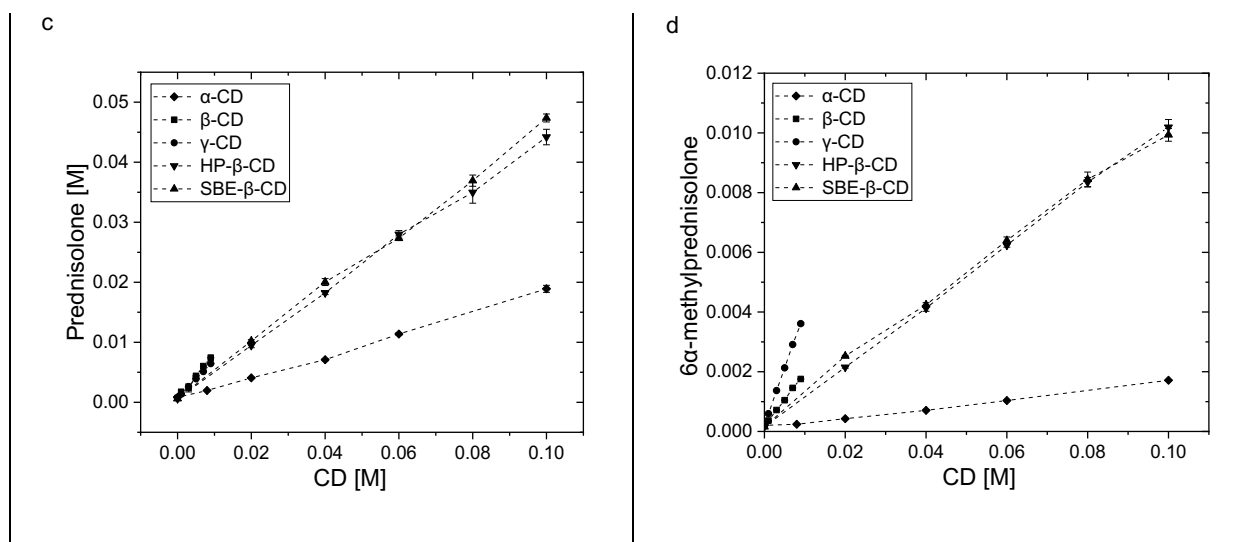 c
α-CD
β-CD
γ-CD
HP-β-CD
SBE-β-CD
0.05
0.04
0.03
0.02
0.01
0.00
Prednisolone [M]
0.00 0.02 0.04 0.06 0.08 0.10
CD [M]
d
α-CD
β-CD
γ-CD
HP-β-CD
SBE-β-CD
0.012
0.010
0.008
0.006
0.004
0.002
0.000
6α-methylprednisolone
0.00 0.02 0.04 0.06 0.08 0.10
CD [M]